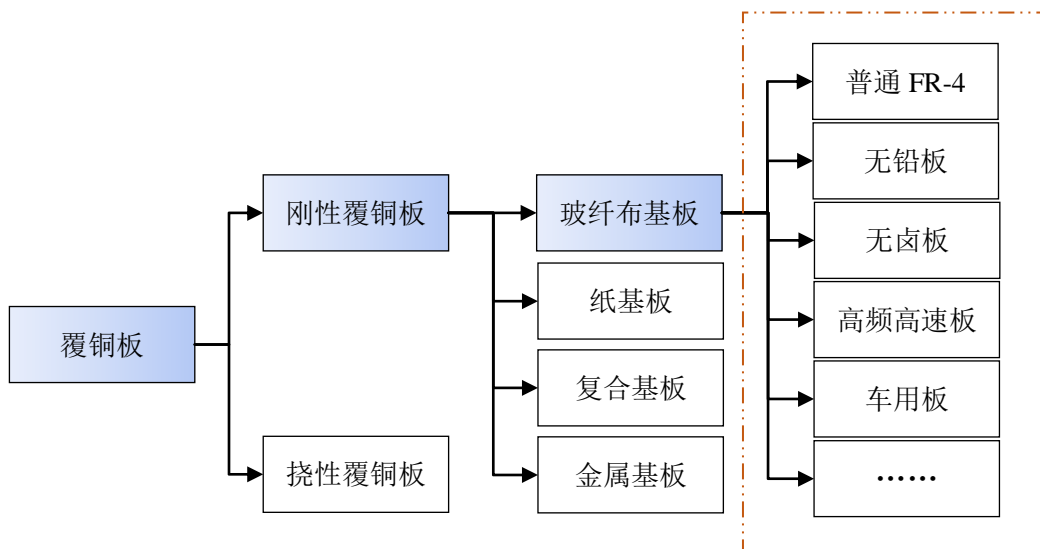 普通 FR-4
无铅板
刚性覆铜板
玻纤布基板
无卤板
纸基板
高频高速板
覆铜板
复合基板
车用板
挠性覆铜板
金属基板
……